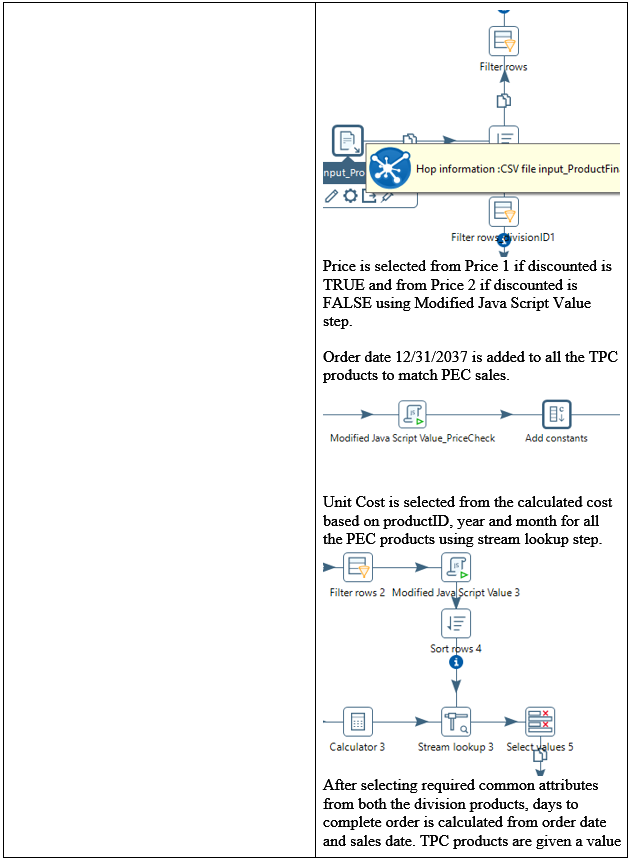 Filter rows
nput_Pro
Hop information :CSV file input_ProductFin
Filter rows divisionID1
Price is selected from Price 1 if discounted is
TRUE and from Price 2 if discounted is
FALSE using Modified Java Script Value
step.
Order date 12/31/2037 is added to all the TPC
products to match PEC sales.
Modified Java Script Value_PriceCheck
Add constants
Unit Cost is selected from the calculated cost
based on productID, year and month for all
the PEC products using stream lookup step.
Filter rows 2
Modified Java Script Value 3
Sort rows 4
Calculator 3
Stream lookup 3
Select values 5
After selecting required common attributes
from both the division products, days to
complete order is calculated from order date
and sales date. TPC products are given a value